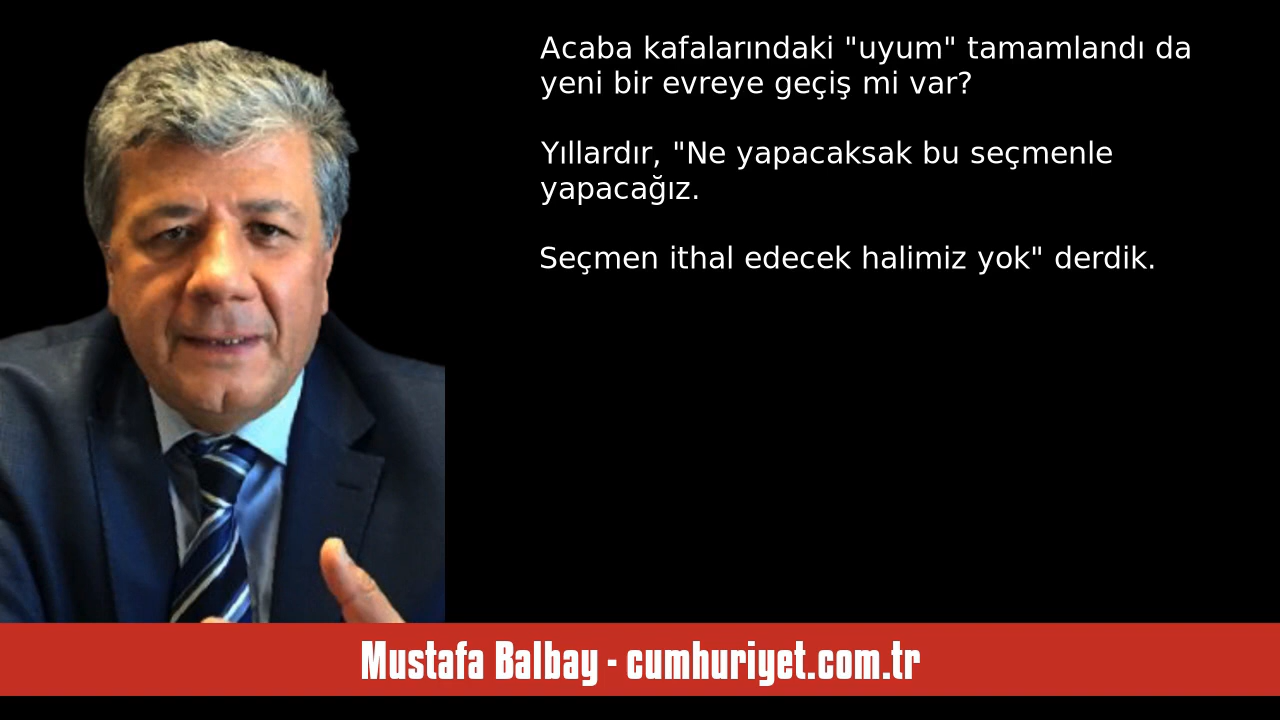 Acaba kafalarındaki "uyum" tamamlandı da
yeni bir evreye geçiş mi var?
Yıllardır, "Ne yapacaksak bu seçmenle
yapacağız.
Seçmen ithal edecek halimiz yok" derdik.
Mustafa Balbay - cumhuriyet.com.tr